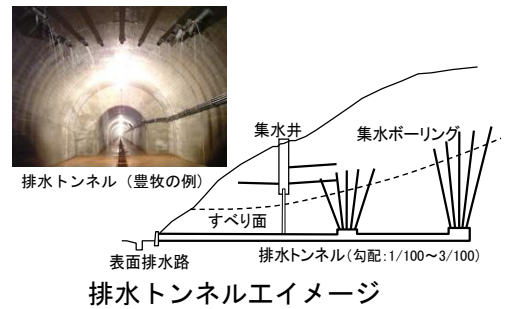 排水トンネル（豊牧の例）
集水井
集水ボーリング
すべり面
表面排水路
排水トンネル（勾配：1/100～3/100）
排水トンネルエイメージ